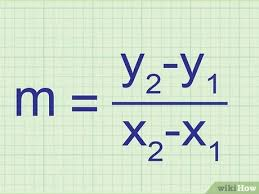 m = y₂-y₁
x₂-x₁
wikiHow